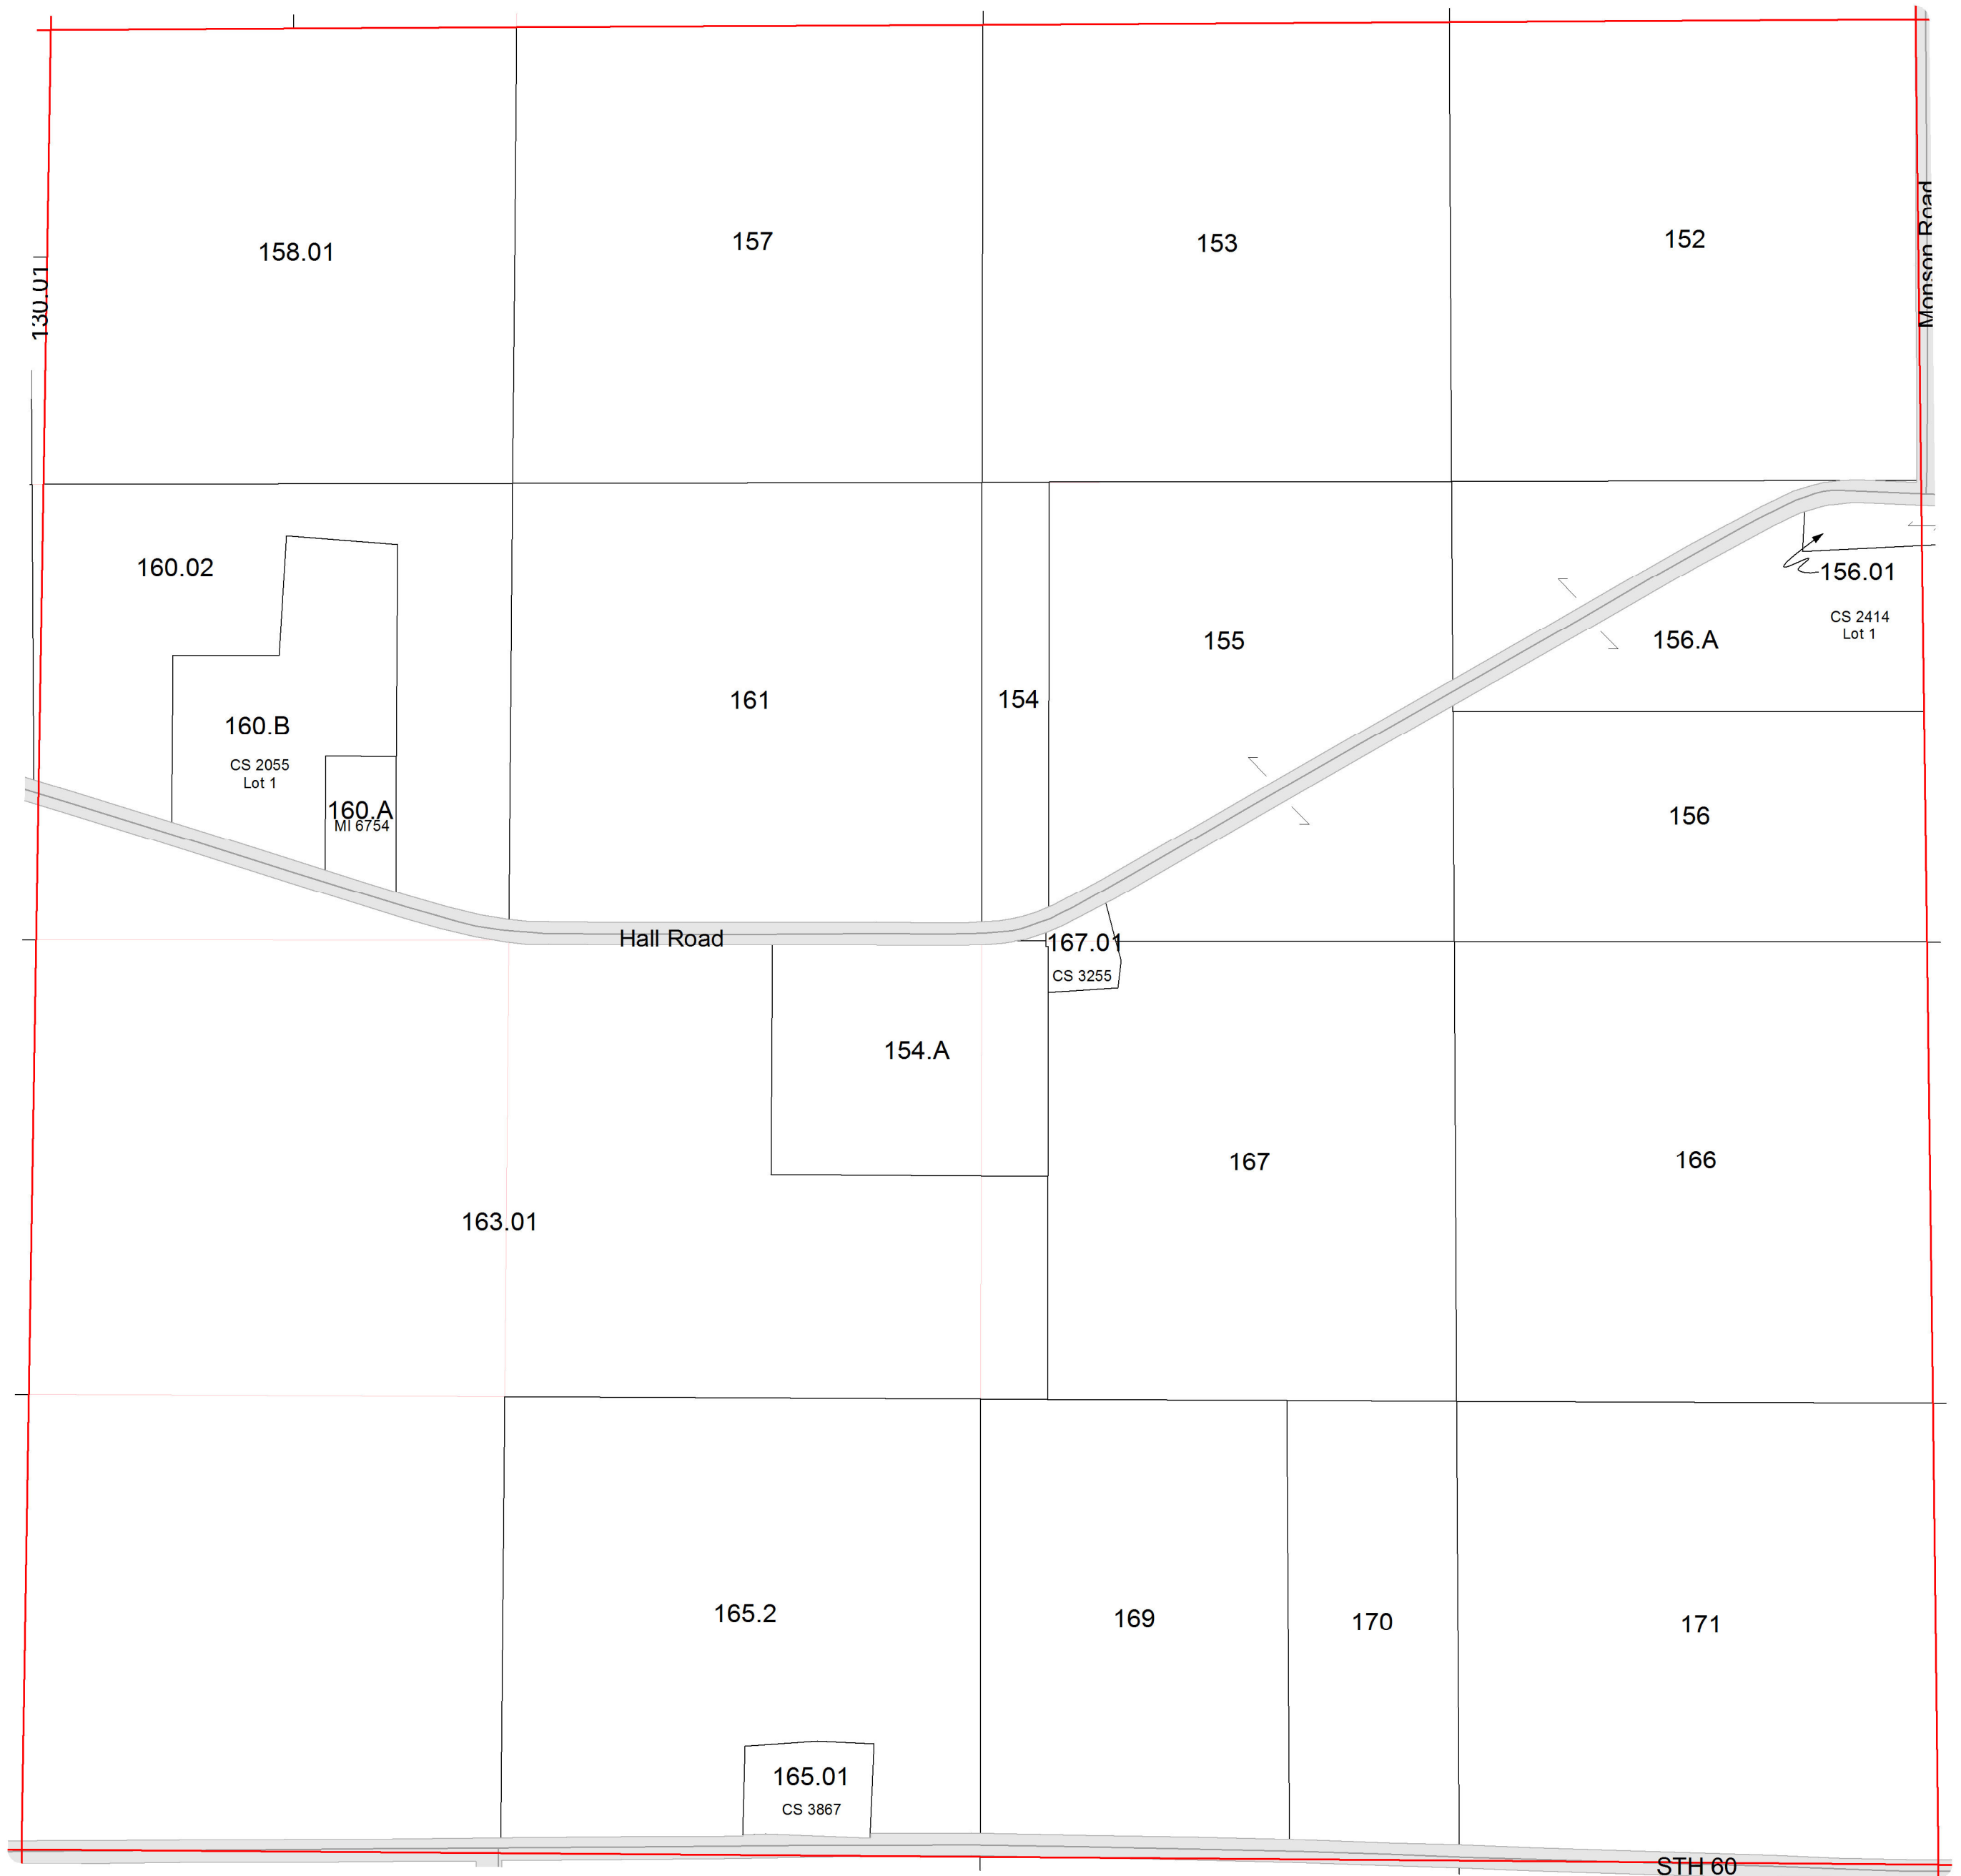 158.01
157
153
152
Monson Road
130.01
160.02
156.01
CS 2414
Lot 1
155
156.A
161
154
160.B
CS 2055
Lot 1
160.A
MI 6754
156
Hall Road
167.01
CS 3255
154.A
167
166
163.01
165.2
169
170
171
165.01
CS 3867
STH 60